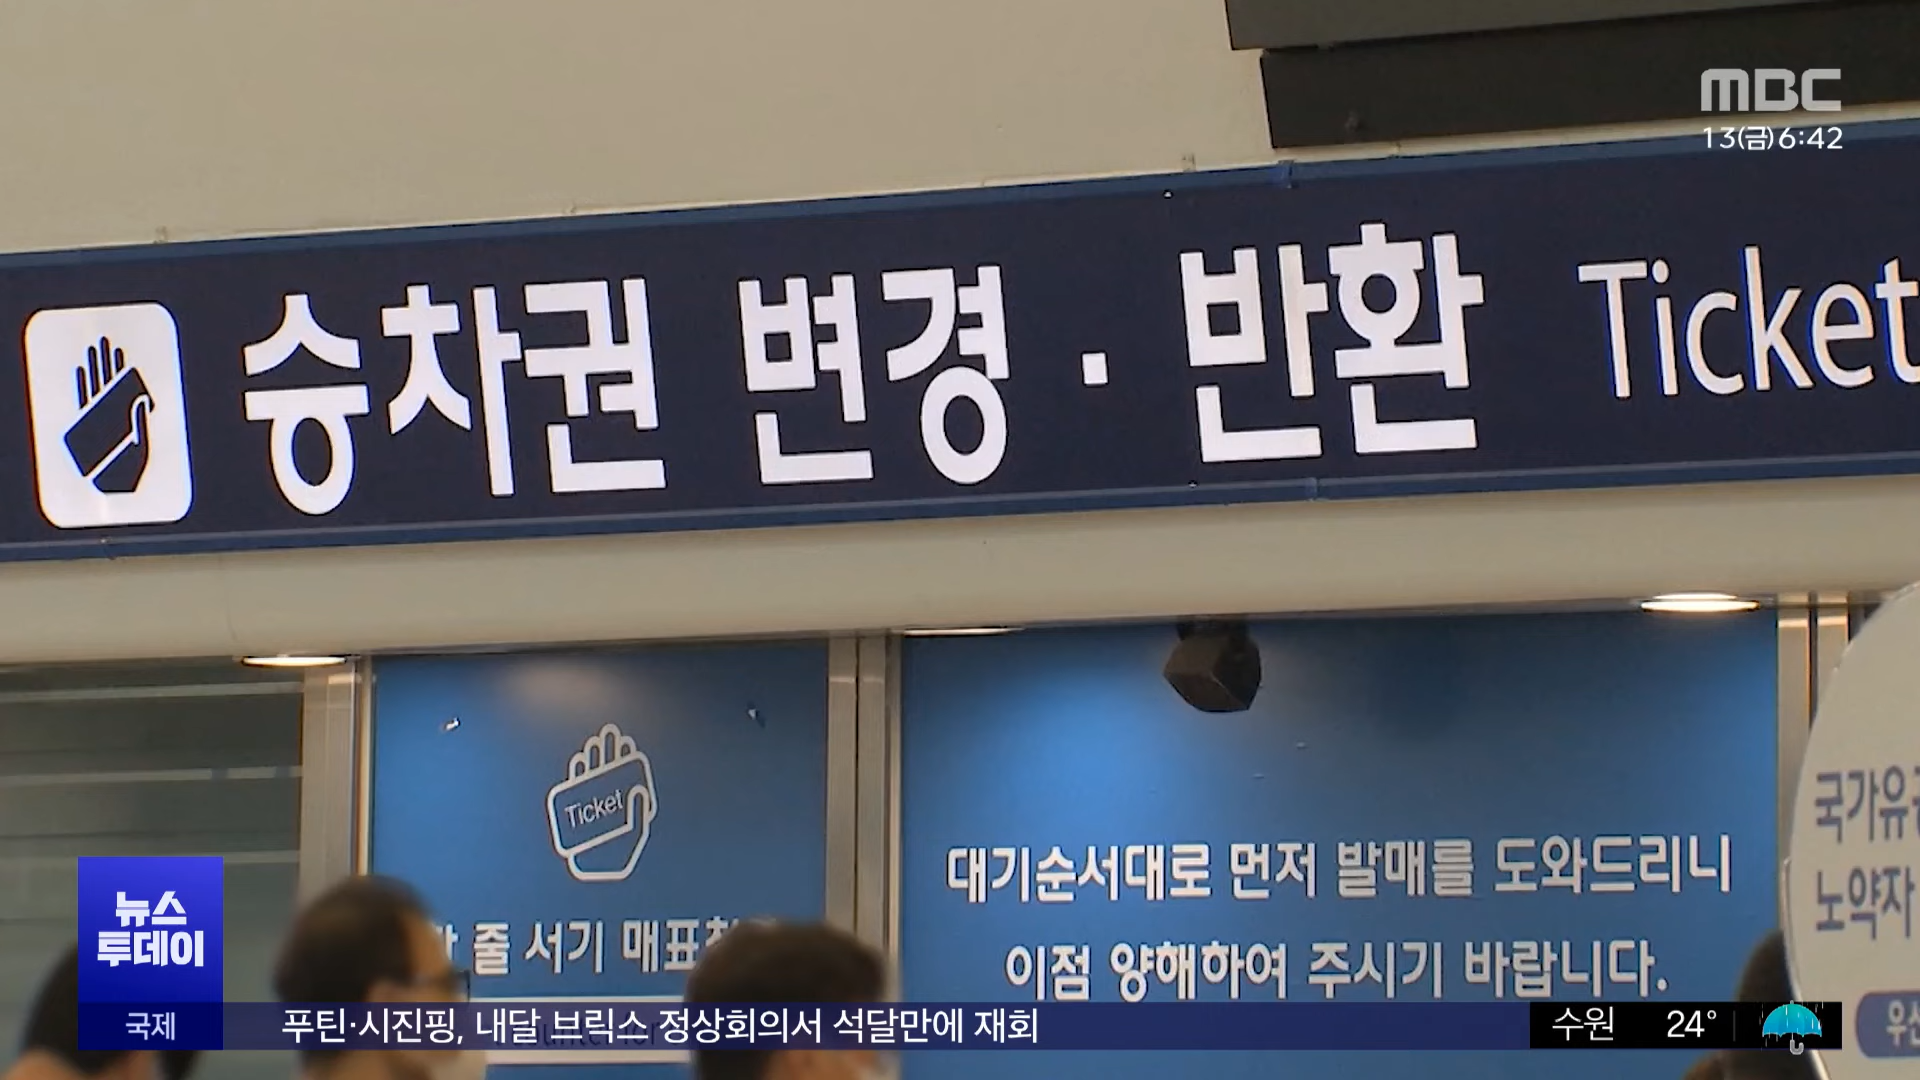 MBC
13(금)6:42
승차권 변경·반환 Ticket
Ticket
줄 서기 매표
대기순서대로 먼저 발매를 도와드리니
이점 양해하여 주시기 바랍니다.
국가유
노약자
뉴스
투데이
국제
푸틴·시진핑, 내달 브릭스 정상회의서 석달만에 재회
수원 24°